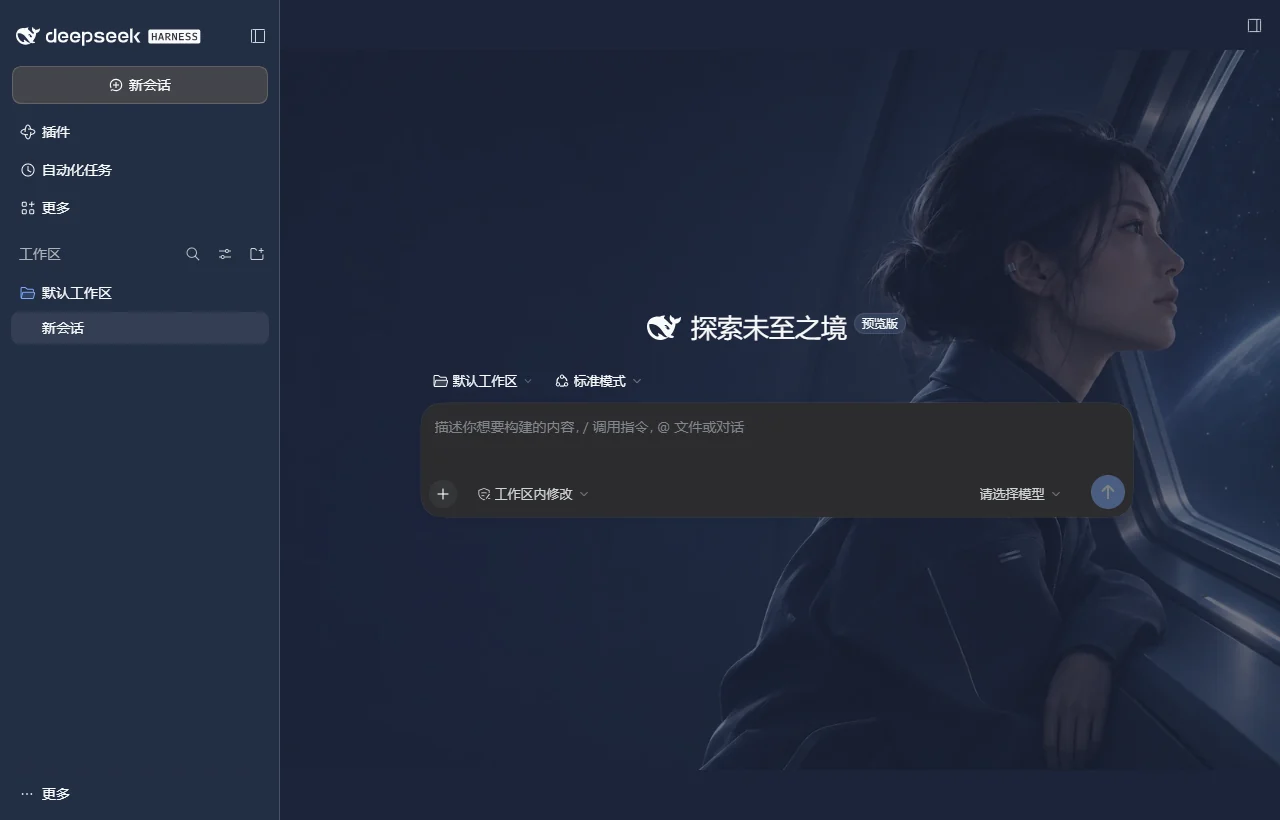 deepseek HARNESS
新会话
插件
自动化任务
更多
工作区
默认工作区
新会话
探索未至之境 预览版
默认工作区 标准模式
描述你想要构建的内容, / 调用指令, @ 文件或对话
工作区内修改 请选择模型
更多